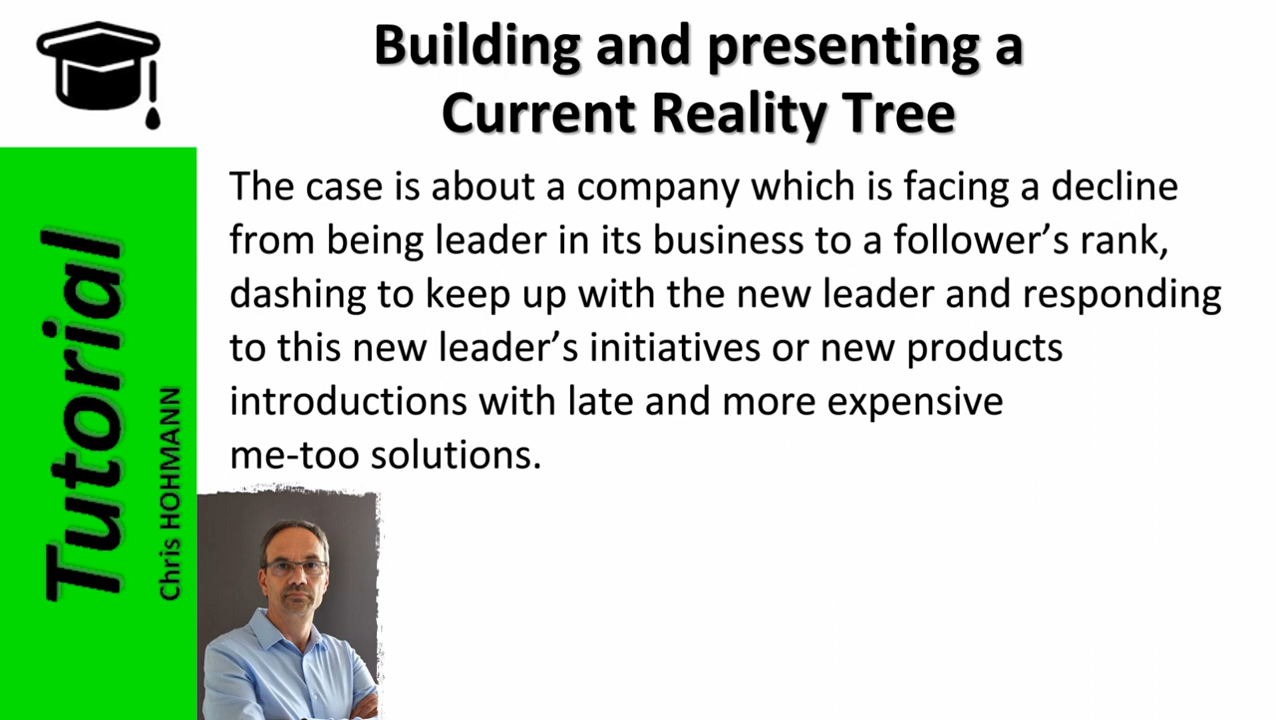 Building and presenting a
Current Reality Tree
The case is about a company which is facing a decline
from being leader in its business to a follower’s rank,
dashing to keep up with the new leader and responding
to this new leader’s initiatives or new products
introductions with late and more expensive
me-too solutions.
Tutorial
Chris HOHMANN